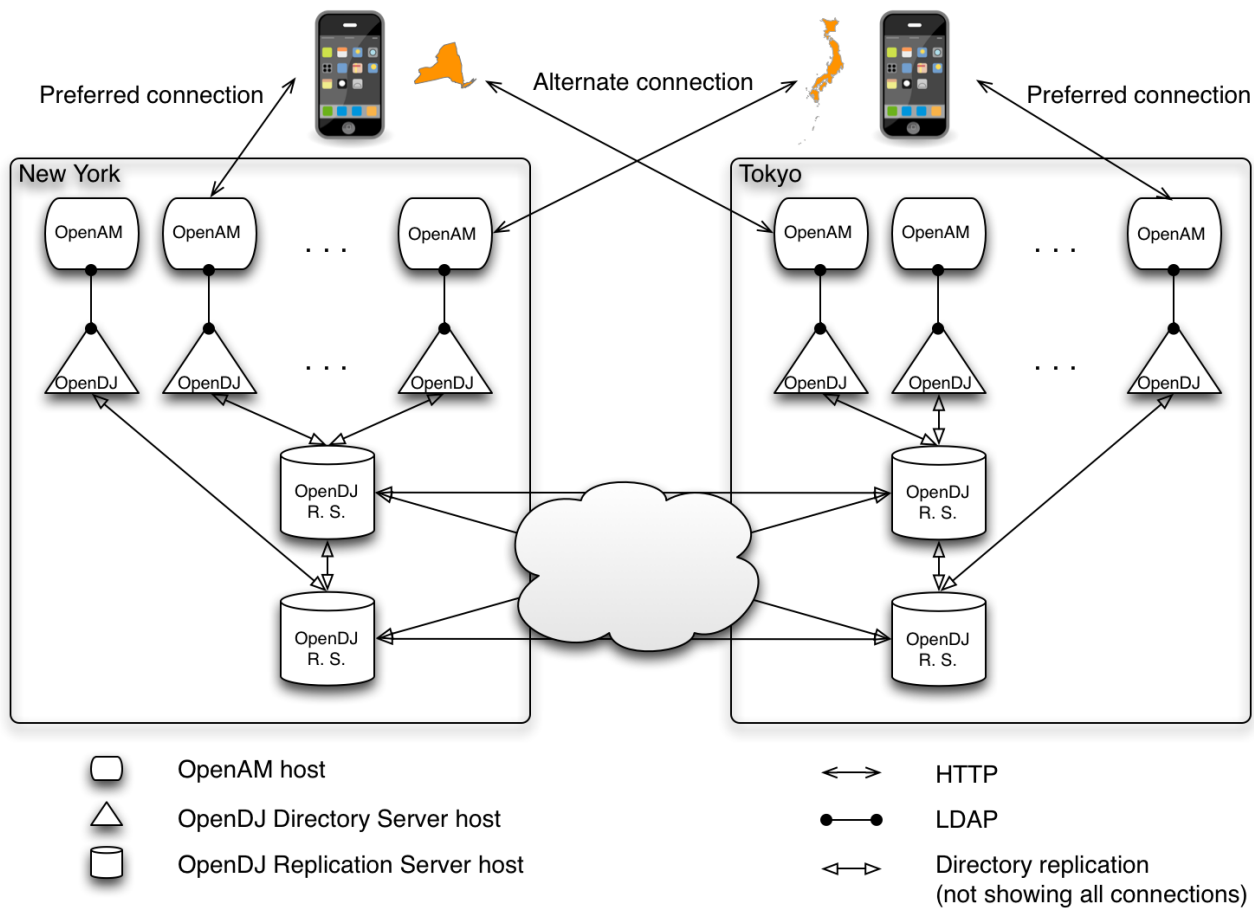 Preferred connection
Alternate connection
Preferred connection
New York
Tokyo
OpenAM
OpenAM
. . .
OpenAM
OpenAM
OpenAM
. . .
OpenAM
OpenDJ
OpenDJ
. . .
OpenDJ
OpenDJ
OpenDJ
. . .
OpenDJ
OpenDJ
R. S.
OpenDJ
R. S.
OpenDJ
R. S.
OpenDJ
R. S.
OpenAM host
HTTP
OpenDJ Directory Server host
LDAP
OpenDJ Replication Server host
Directory replication
(not showing all connections)